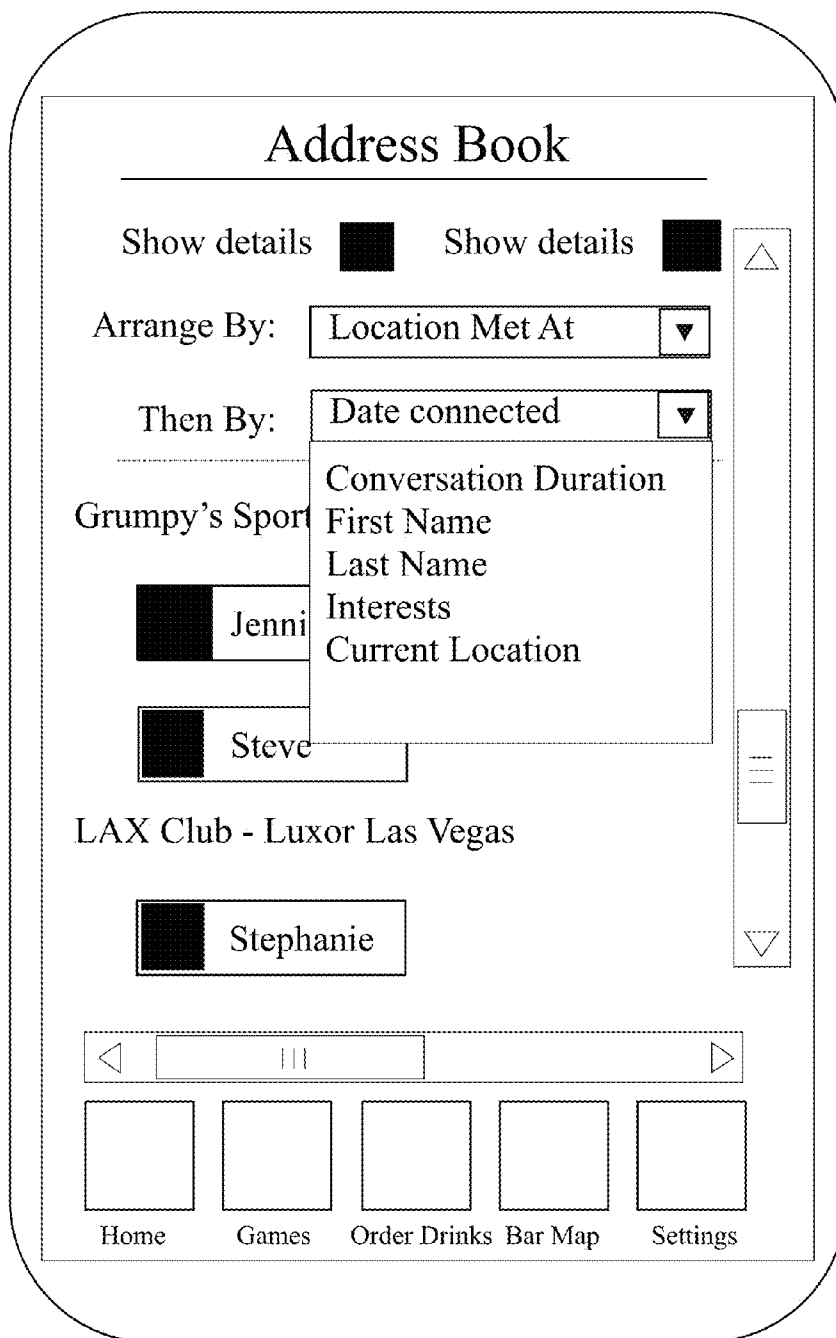 Address Book
Show details Show details
Arrange By: Location Met At
Then By: Date connected
Conversation Duration
Grumpy's Sport
First Name
Last Name
Interests
Jenni
Current Location
Steve
LAX Club - Luxor Las Vegas
Stephanie
Home Games Order Drinks Bar Map Settings